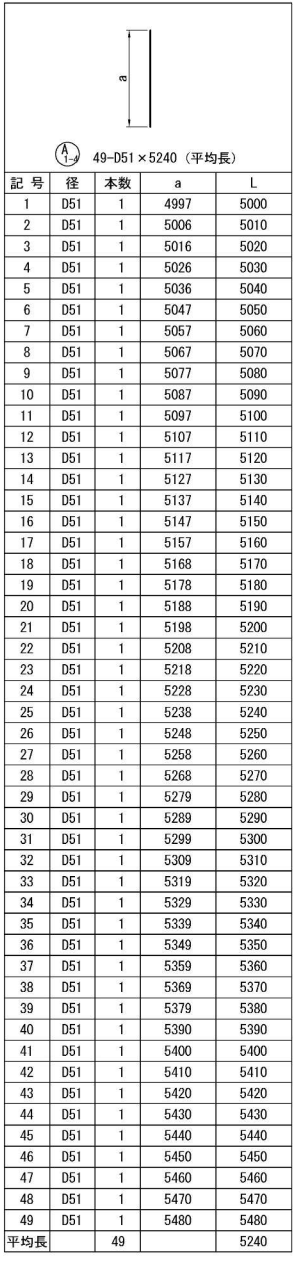 a
A
1-4
49-D51×5240（平均長）
記 号 径 本数 a L
1 D51 1 4997 5000
2 D51 1 5006 5010
3 D51 1 5016 5020
4 D51 1 5026 5030
5 D51 1 5036 5040
6 D51 1 5047 5050
7 D51 1 5057 5060
8 D51 1 5067 5070
9 D51 1 5077 5080
10 D51 1 5087 5090
11 D51 1 5097 5100
12 D51 1 5107 5110
13 D51 1 5117 5120
14 D51 1 5127 5130
15 D51 1 5137 5140
16 D51 1 5147 5150
17 D51 1 5157 5160
18 D51 1 5168 5170
19 D51 1 5178 5180
20 D51 1 5188 5190
21 D51 1 5198 5200
22 D51 1 5208 5210
23 D51 1 5218 5220
24 D51 1 5228 5230
25 D51 1 5238 5240
26 D51 1 5248 5250
27 D51 1 5258 5260
28 D51 1 5268 5270
29 D51 1 5279 5280
30 D51 1 5289 5290
31 D51 1 5299 5300
32 D51 1 5309 5310
33 D51 1 5319 5320
34 D51 1 5329 5330
35 D51 1 5339 5340
36 D51 1 5349 5350
37 D51 1 5359 5360
38 D51 1 5369 5370
39 D51 1 5379 5380
40 D51 1 5390 5390
41 D51 1 5400 5400
42 D51 1 5410 5410
43 D51 1 5420 5420
44 D51 1 5430 5430
45 D51 1 5440 5440
46 D51 1 5450 5450
47 D51 1 5460 5460
48 D51 1 5470 5470
49 D51 1 5480 5480
平均長 49 5240